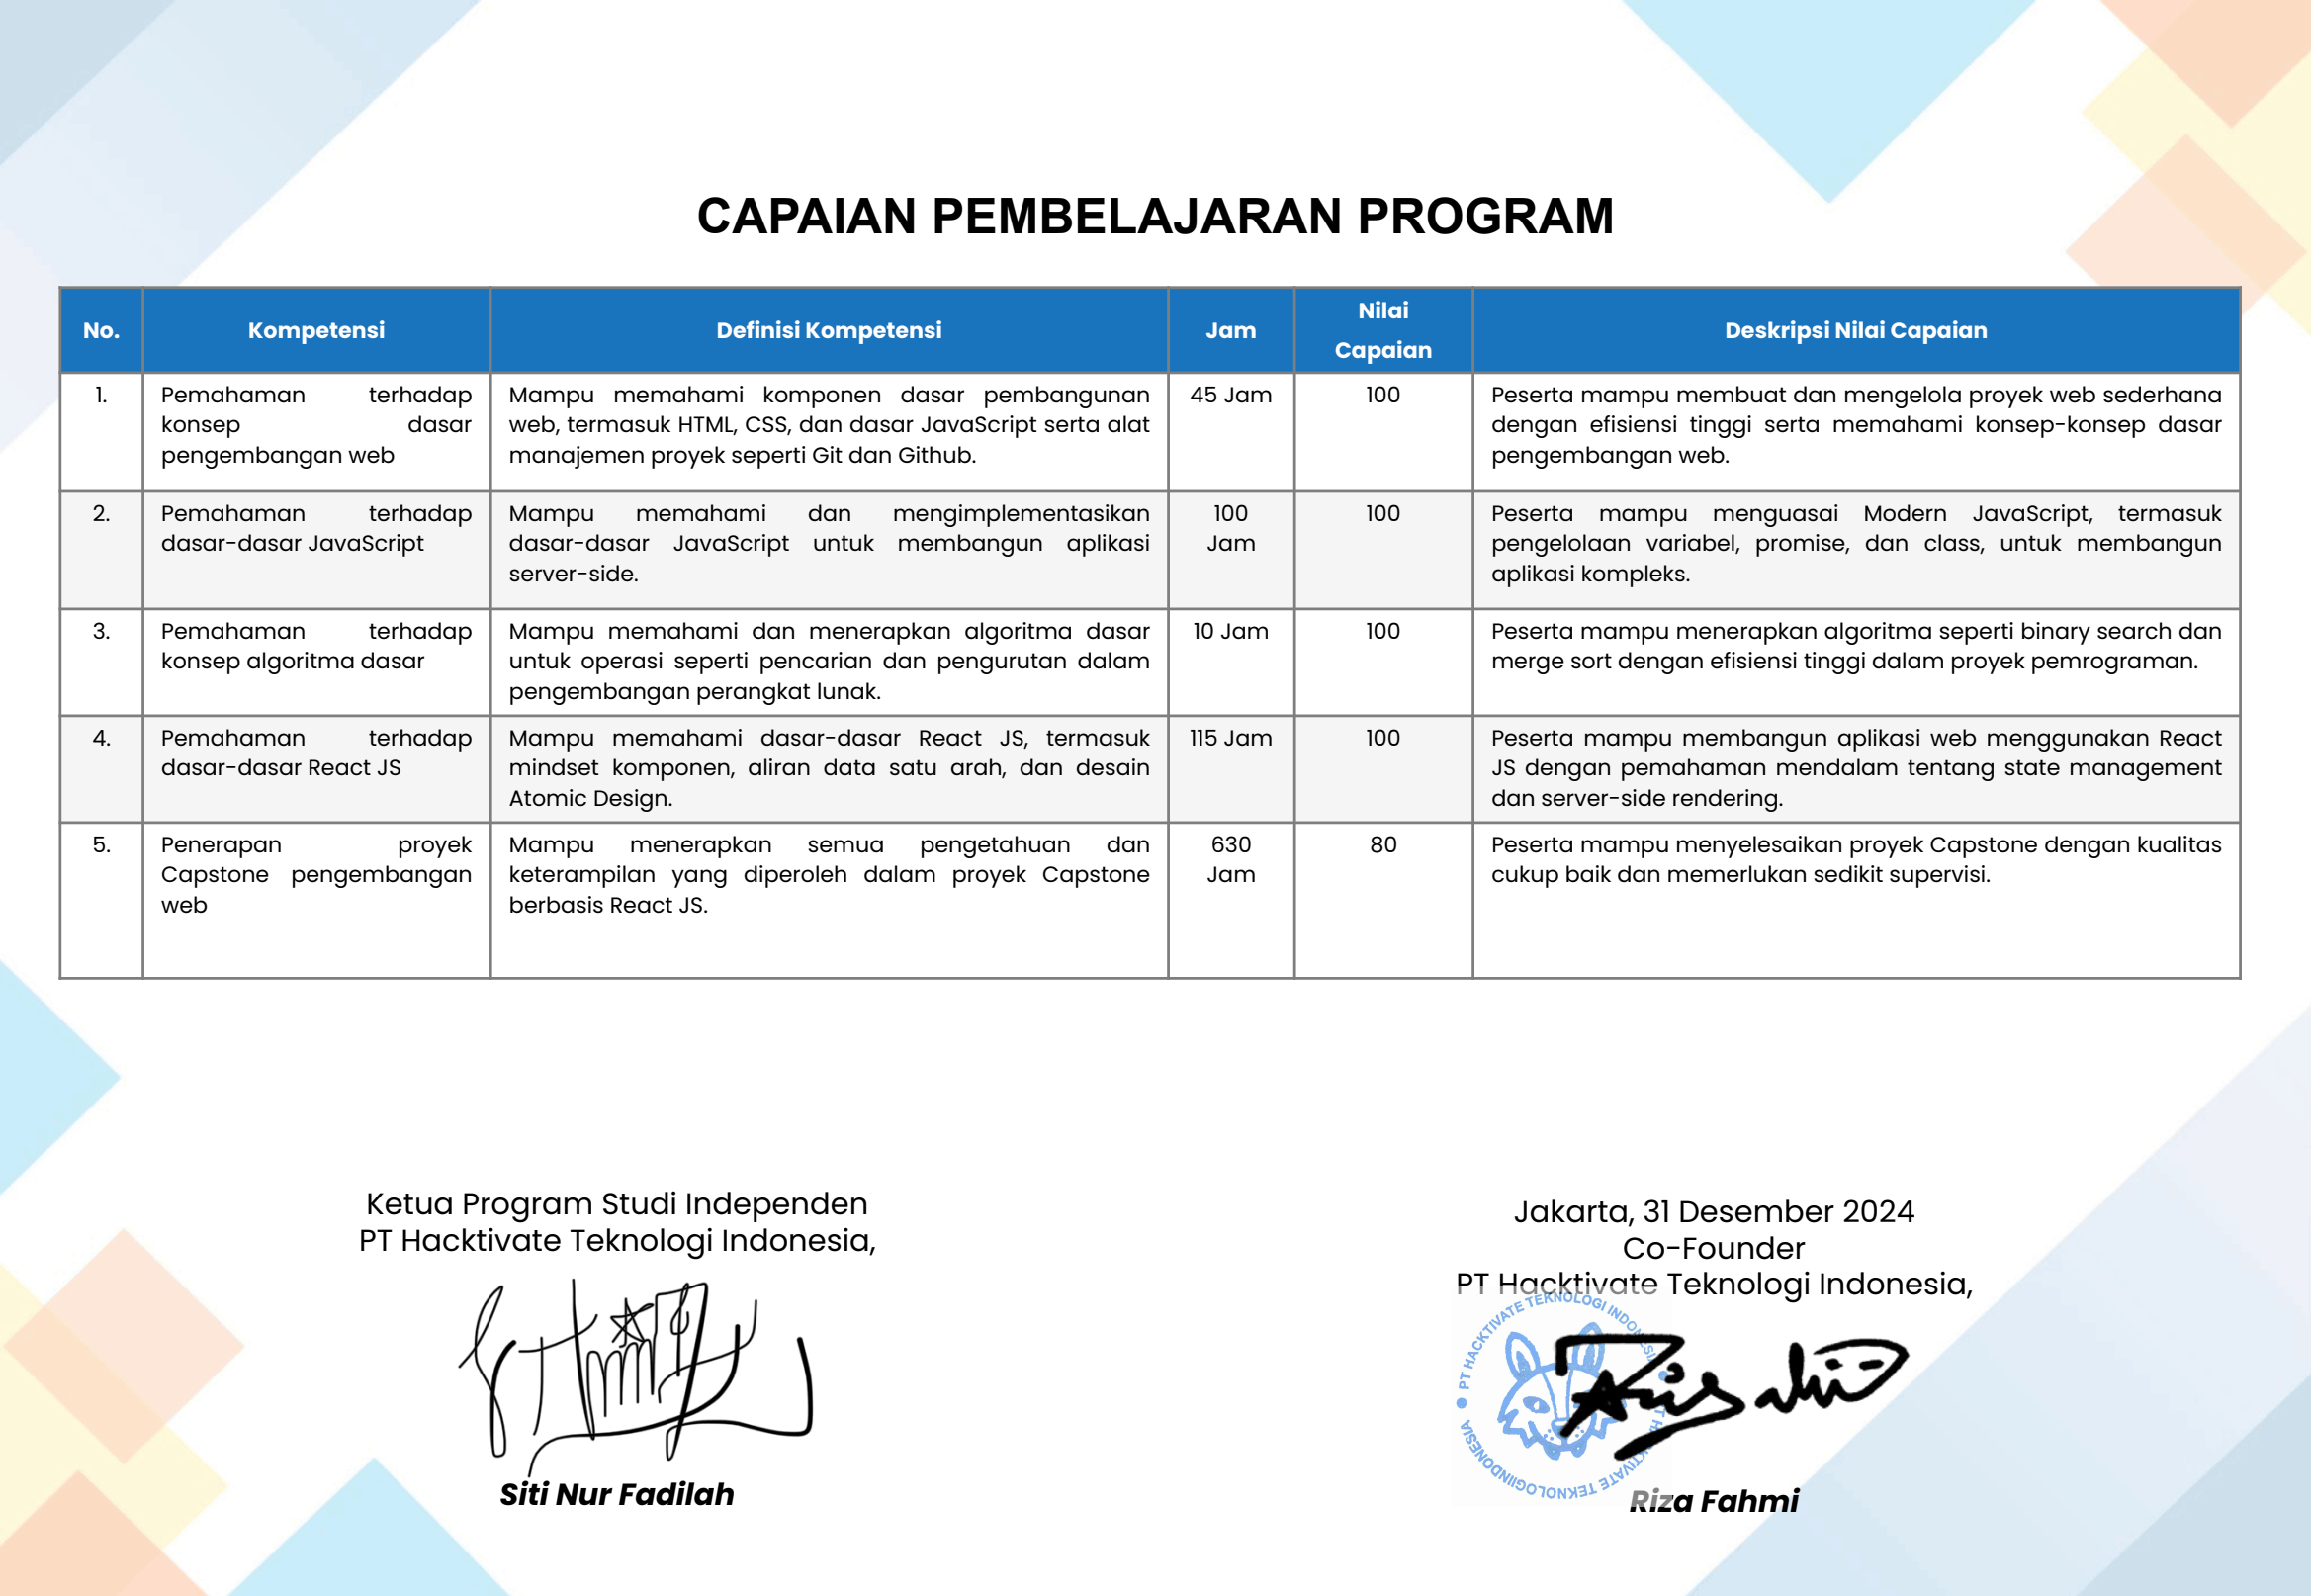 CAPAIAN PEMBELAJARAN PROGRAM
No.
Kompetensi
Definisi Kompetensi
Jam
Nilai
Capaian
Deskripsi Nilai Capaian
1.
Pemahaman terhadap
konsep dasar
pengembangan web
Mampu memahami komponen dasar pembangunan
web, termasuk HTML, CSS, dan dasar JavaScript serta alat
manajemen proyek seperti Git dan Github.
45 Jam
100
Peserta mampu membuat dan mengelola proyek web sederhana
dengan efisiensi tinggi serta memahami konsep-konsep dasar
pengembangan web.
2.
Pemahaman terhadap
dasar-dasar JavaScript
Mampu memahami dan mengimplementasikan
dasar-dasar JavaScript untuk membangun aplikasi
server-side.
100
Jam
100
Peserta mampu menguasai Modern JavaScript, termasuk
pengelolaan variabel, promise, dan class, untuk membangun
aplikasi kompleks.
3.
Pemahaman terhadap
konsep algoritma dasar
Mampu memahami dan menerapkan algoritma dasar
untuk operasi seperti pencarian dan pengurutan dalam
pengembangan perangkat lunak.
10 Jam
100
Peserta mampu menerapkan algoritma seperti binary search dan
merge sort dengan efisiensi tinggi dalam proyek pemrograman.
4.
Pemahaman terhadap
dasar-dasar React JS
Mampu memahami dasar-dasar React JS, termasuk
mindset komponen, aliran data satu arah, dan desain
Atomic Design.
115 Jam
100
Peserta mampu membangun aplikasi web menggunakan React
JS dengan pemahaman mendalam tentang state management
dan server-side rendering.
5.
Penerapan proyek
Capstone pengembangan
web
Mampu menerapkan semua pengetahuan dan
keterampilan yang diperoleh dalam proyek Capstone
berbasis React JS.
630
Jam
80
Peserta mampu menyelesaikan proyek Capstone dengan kualitas
cukup baik dan memerlukan sedikit supervisi.
Ketua Program Studi Independen
PT Hacktivate Teknologi Indonesia,
Siti Nur Fadilah
Jakarta, 31 Desember 2024
Co-Founder
PT Hacktivate Teknologi Indonesia,
PT HACKTIVATE TEKNOLOGI INDONESIA
Riza Fahmi